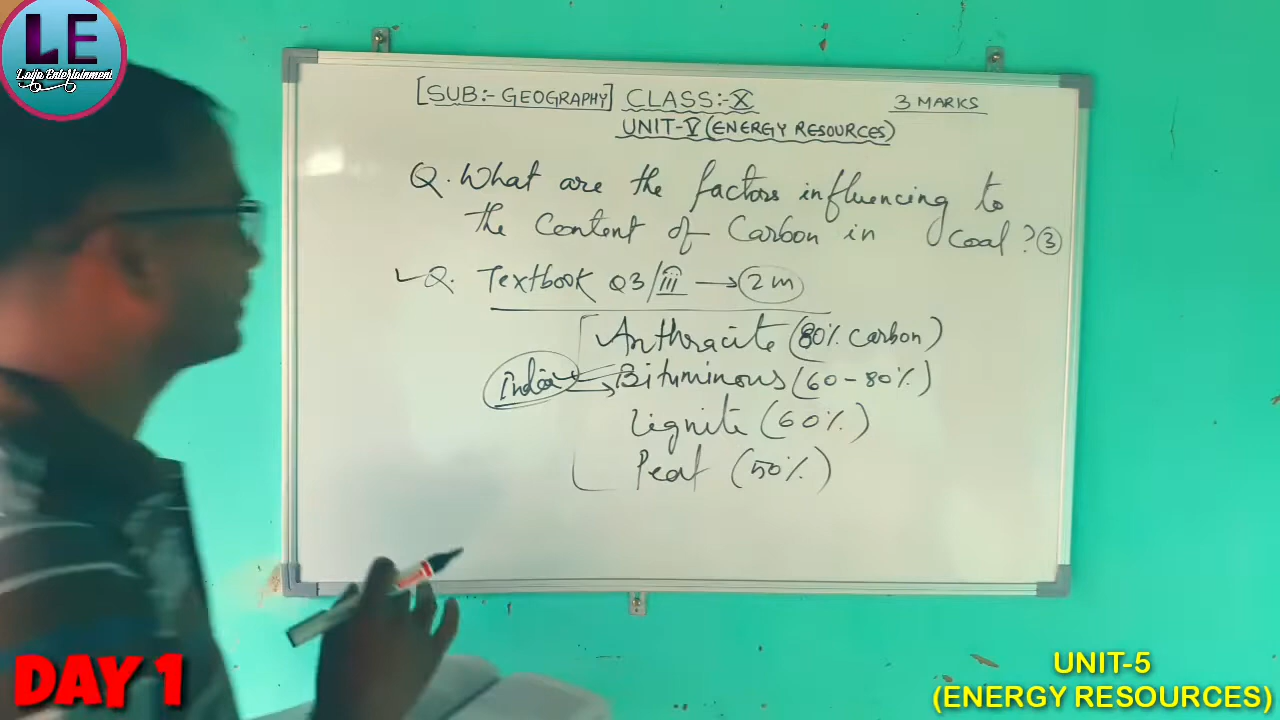 LE
Laifa Entertainment
[SUB:- GEOGRAPHY] CLASS:- X
3 MARKS
UNIT-V (ENERGY RESOURCES)
Q. What are the factors influencing to
the Content of Carbon in coal? ③
Q. Textbook Q3/iii → 2 m
Anthracite (80% carbon)
India Bituminous (60-80%)
Lignite (60%)
Peat (50%)
DAY 1
UNIT-5
(ENERGY RESOURCES)